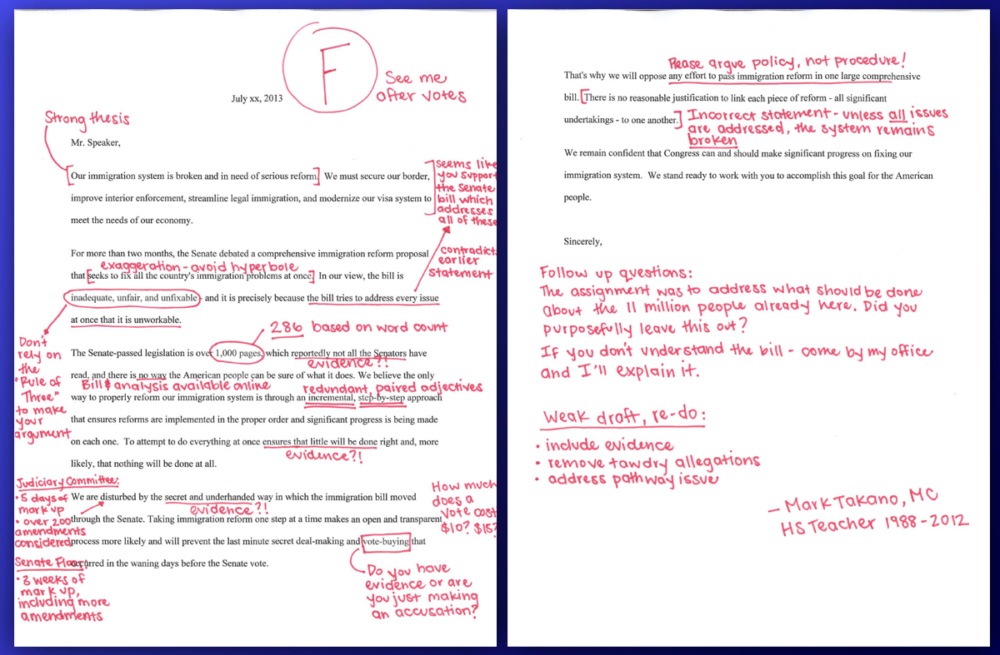 F
See me
after votes
July xx, 2013
Strong thesis
Mr. Speaker,
[Our immigration system is broken and in need of serious reform.] We must secure our border,
improve interior enforcement, streamline legal immigration, and modernize our visa system to
meet the needs of our economy.
seems like
you support
the Senate
bill which
addresses
all of these
For more than two months, the Senate debated a comprehensive immigration reform proposal
exaggeration - avoid hyperbole
that [seeks to fix all the country's immigration problems at once.] In our view, the bill is
inadequate, unfair, and unfixable - and it is precisely because the bill tries to address every issue
at once that it is unworkable.
contradicts
earlier
statement
286 based on word count
Don't
rely on
the
"Rule of
Three"
to make
your
argument
The Senate-passed legislation is over 1,000 pages, which reportedly not all the Senators have
evidence?!
read, and there is no way the American people can be sure of what it does. We believe the only
Bill & analysis available online
redundant, paired adjectives
way to properly reform our immigration system is through an incremental, step-by-step approach
that ensures reforms are implemented in the proper order and significant progress is being made
on each one. To attempt to do everything at once ensures that little will be done right and, more
evidence?!
likely, that nothing will be done at all.
Judiciary Committee:
• 5 days of
mark up
• over 200
amendments
considered
We are disturbed by the secret and underhanded way in which the immigration bill moved
evidence?!
through the Senate. Taking immigration reform one step at a time makes an open and transparent
process more likely and will prevent the last minute secret deal-making and vote-buying that
occurred in the waning days before the Senate vote.
How much
does a
vote cost
$10? $15?
Senate Floor:
• 3 weeks of
mark up,
including more
amendments
- Do you have
evidence or are
you just making
an accusation?
Please argue policy, not procedure!
That's why we will oppose any effort to pass immigration reform in one large comprehensive
bill. [There is no reasonable justification to link each piece of reform - all significant
undertakings - to one another.]
Incorrect statement - unless all issues
are addressed, the system remains
broken
We remain confident that Congress can and should make significant progress on fixing our
immigration system. We stand ready to work with you to accomplish this goal for the American
people.
Sincerely,
Follow up questions:
The assignment was to address what should be done
about the 11 million people already here. Did you
purposefully leave this out?
If you don't understand the bill - come by my office
and I'll explain it.
Weak draft, re-do:
• include evidence
• remove tawdry allegations
• address pathway issue
- Mark Takano, MC
HS Teacher 1988-2012